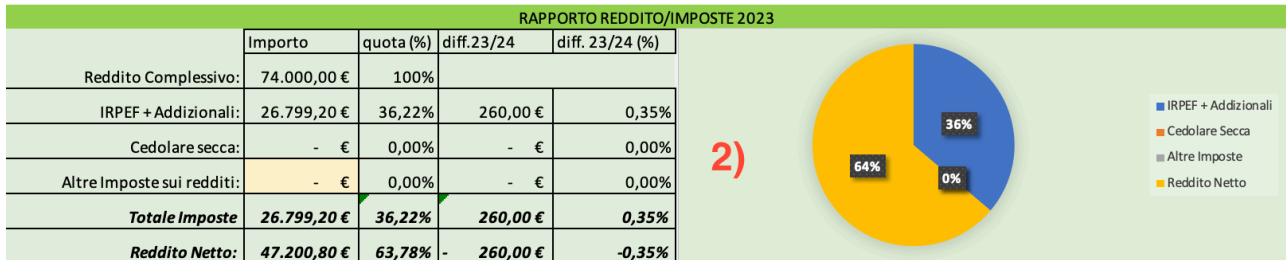 RAPPORTO REDDITO/IMPOSTE 2023
Importo quota (%) diff.23/24 diff. 23/24 (%)
Reddito Complessivo: 74.000,00 € 100%
IRPEF + Addizionali: 26.799,20 € 36,22% 260,00 € 0,35%
Cedolare secca: - € 0,00% - € 0,00%
Altre Imposte sui redditi: - € 0,00% - € 0,00%
Totale Imposte 26.799,20 € 36,22% 260,00 € 0,35%
Reddito Netto: 47.200,80 € 63,78% - 260,00 € -0,35%
2)
36%
64%
0%
IRPEF + Addizionali
Cedolare Secca
Altre Imposte
Reddito Netto